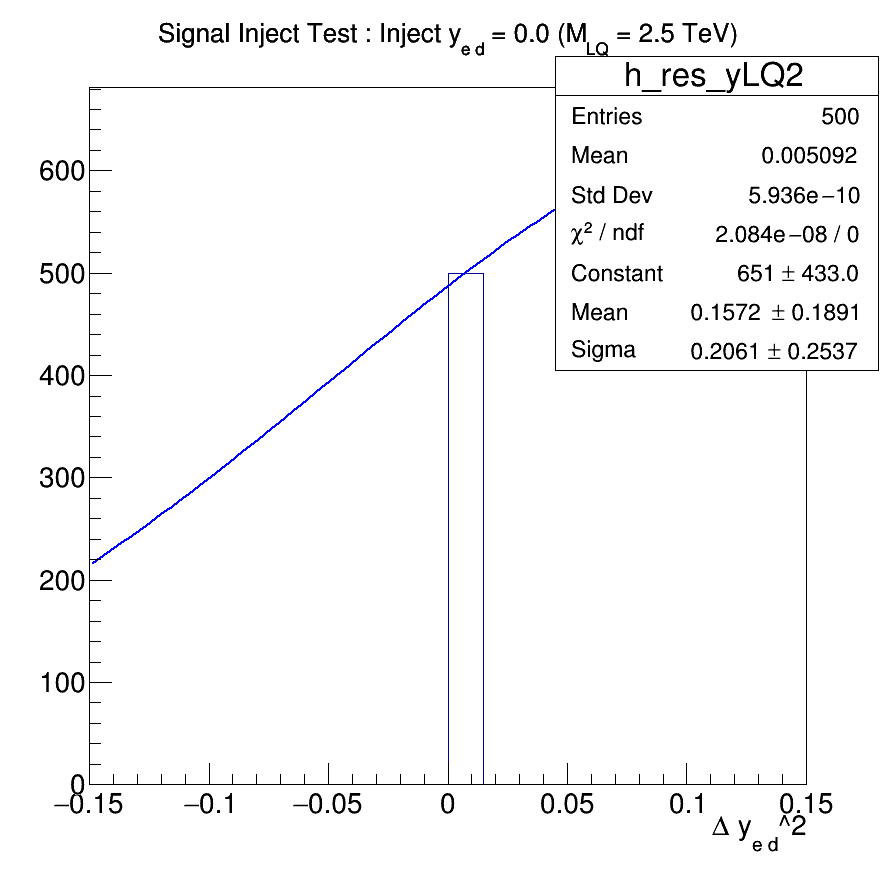 Signal Inject Test : Inject y_{e d} = 0.0 (M_{LQ} = 2.5 TeV)
h_res_yLQ2
Entries 500
Mean 0.005092
Std Dev 5.936e−10
χ² / ndf 2.084e−08 / 0
Constant 651 ± 433.0
Mean 0.1572 ± 0.1891
Sigma 0.2061 ± 0.2537
600
500
400
300
200
100
0
−0.15 −0.1 −0.05 0 0.05 0.1 0.15
Δ y_{e d}^2